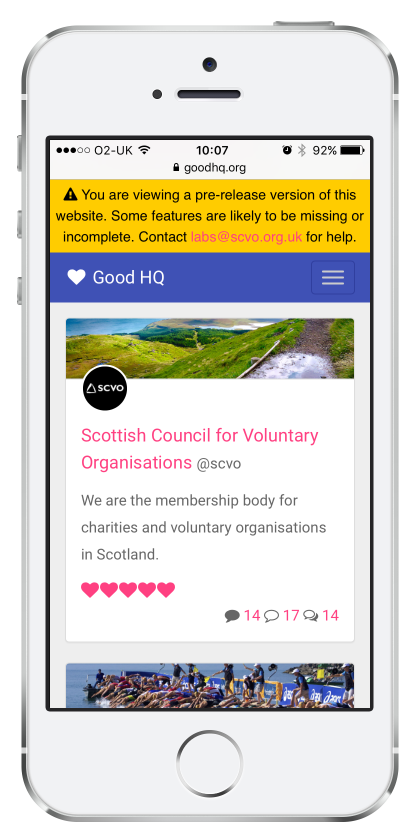 O2-UK 10:07 92%
goodhq.org
You are viewing a pre-release version of this
website. Some features are likely to be missing or
incomplete. Contact labs@scvo.org.uk for help.
Good HQ
SCVO
Scottish Council for Voluntary
Organisations @scvo
We are the membership body for
charities and voluntary organisations
in Scotland.
14 17 14